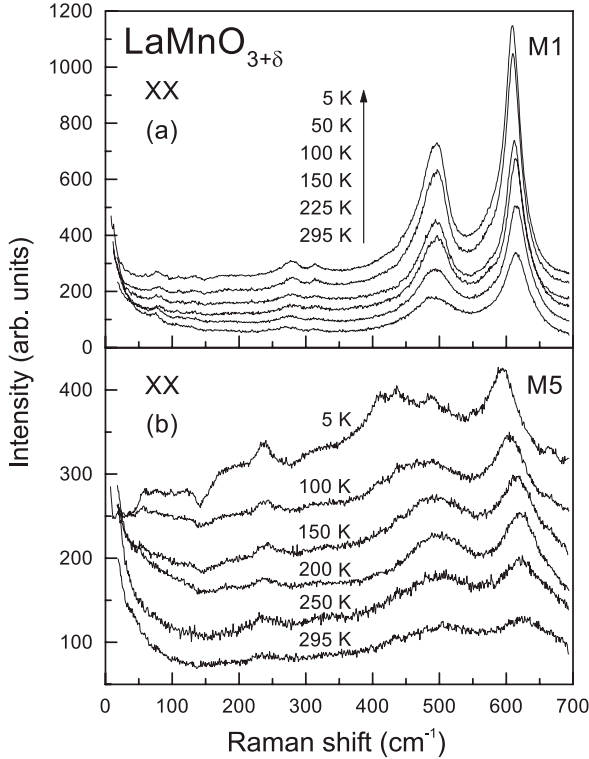 LaMnO3+δ
M1
XX
(a)
5 K
50 K
100 K
150 K
225 K
295 K
1200
1000
800
600
400
200
0
XX
M5
(b)
5 K
100 K
150 K
200 K
250 K
295 K
400
300
200
100
0 100 200 300 400 500 600 700
Intensity (arb. units)
Raman shift (cm-1)